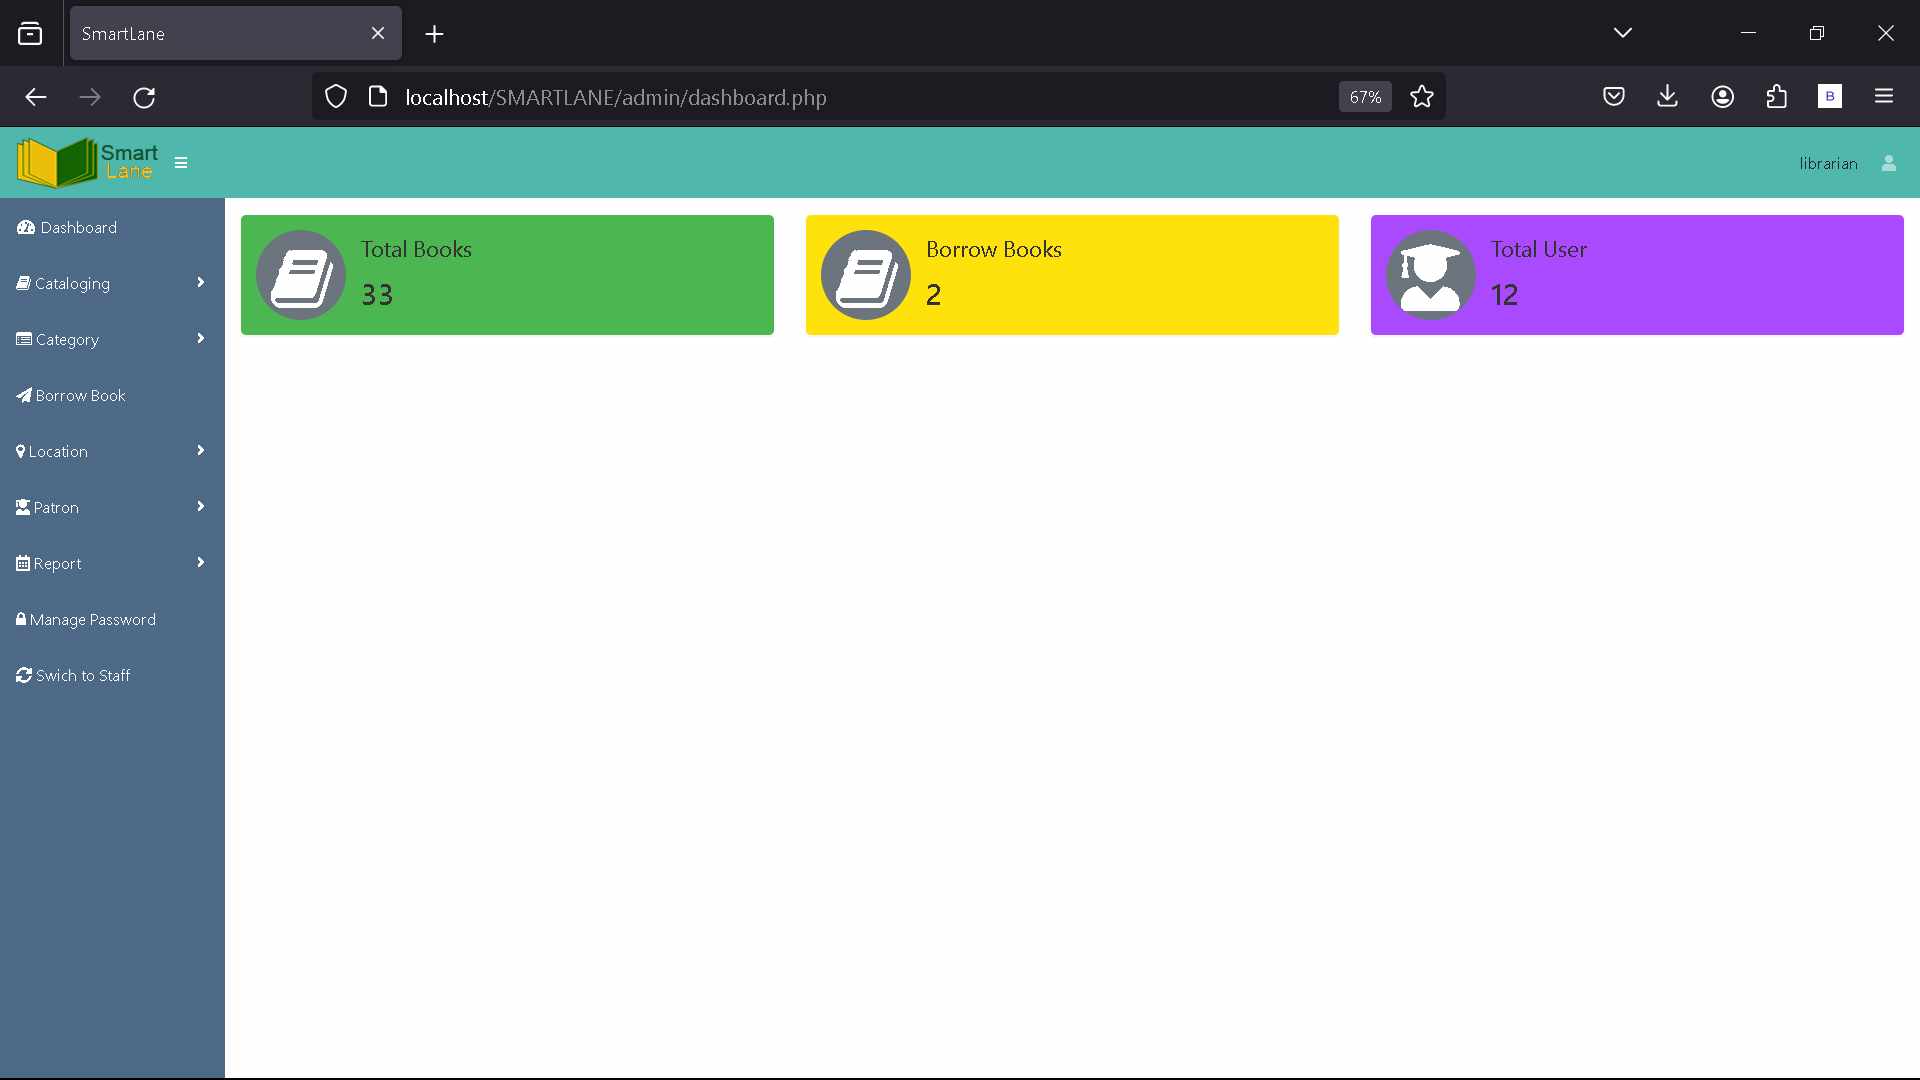 SmartLane
localhost/SMARTLANE/admin/dashboard.php
67%
B
Smart
Lane
librarian
Dashboard
Cataloging
Category
Borrow Book
Location
Patron
Report
Manage Password
Swich to Staff
Total Books
33
Borrow Books
2
Total User
12